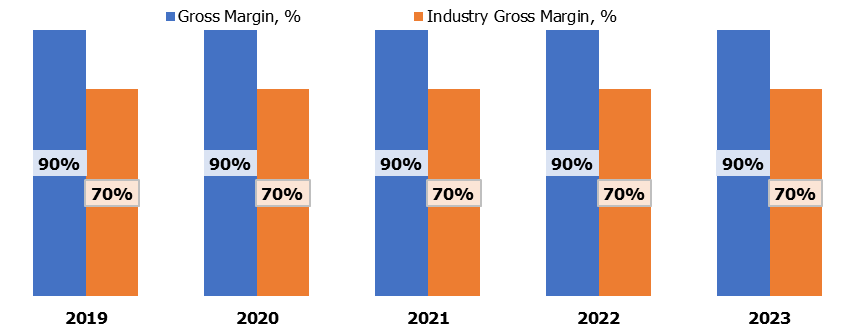 Gross Margin, % Industry Gross Margin, %
90% 90% 90% 90% 90%
70% 70% 70% 70% 70%
2019 2020 2021 2022 2023